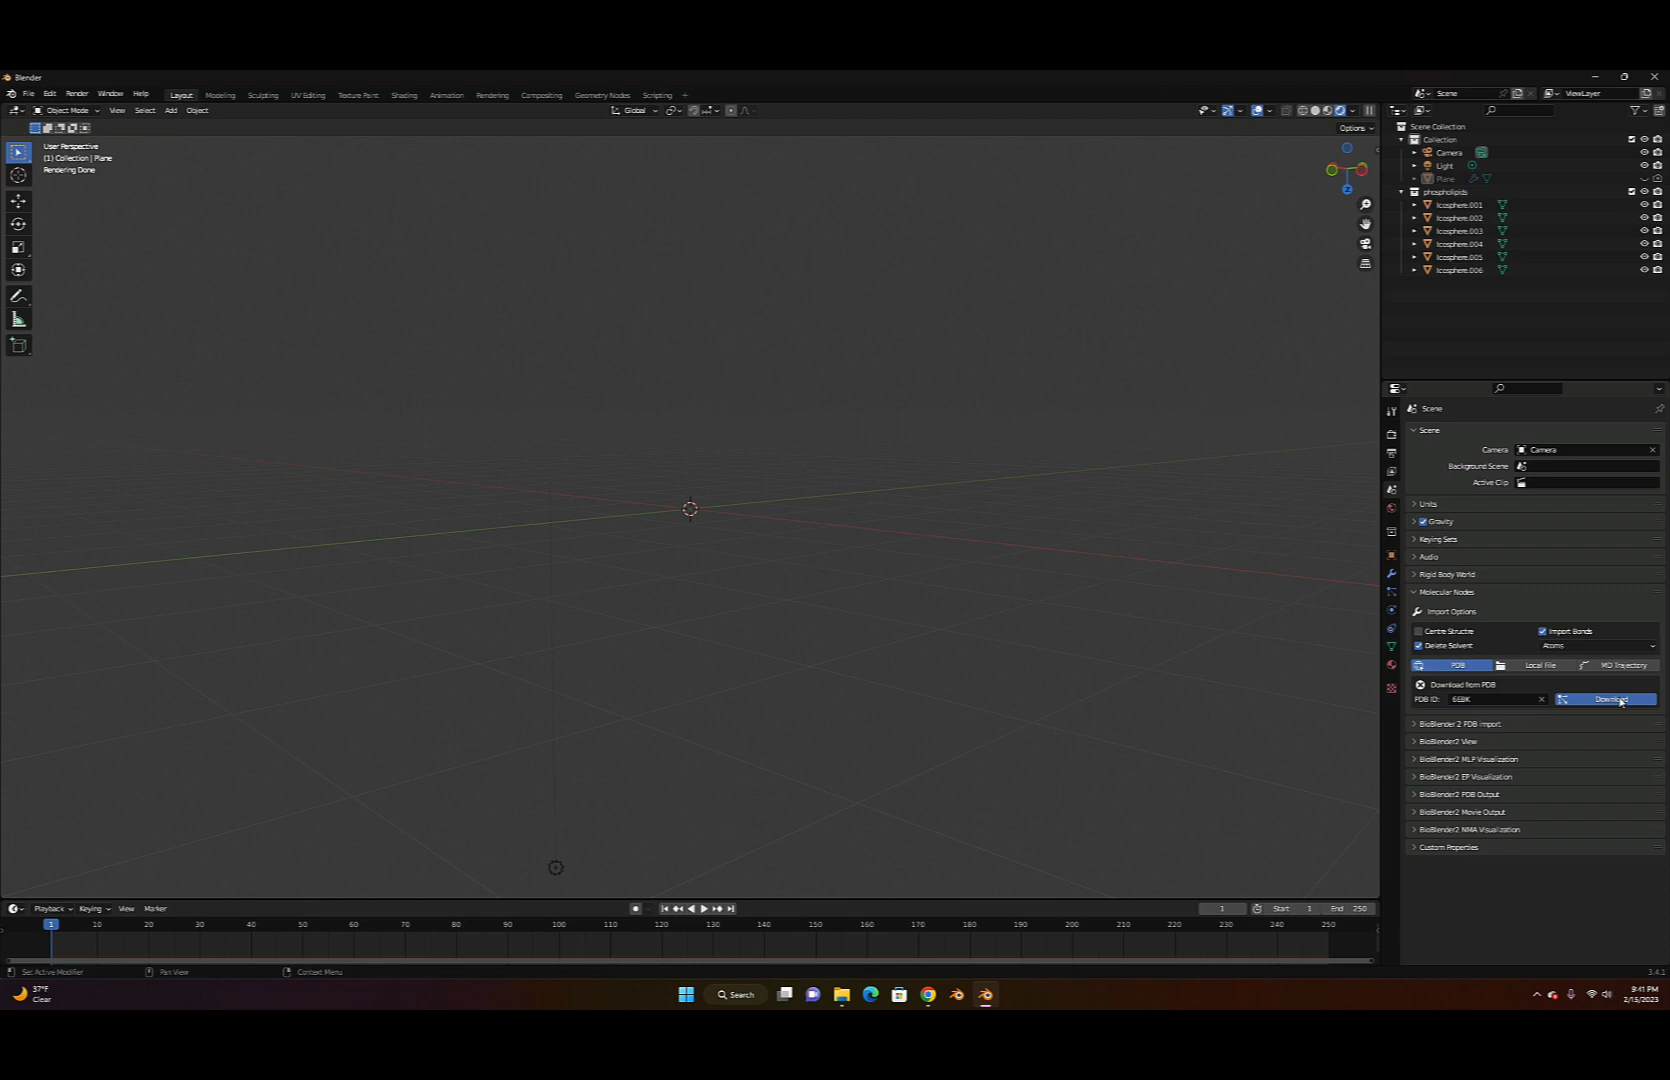 Blender
File Edit Render Window Help Layout Modeling Sculpting UV Editing Texture Paint Shading Animation Rendering Compositing Geometry Nodes Scripting + Scene ViewLayer
Object Mode View Select Add Object Global
Options
User Perspective
(1) Collection | Plane
Rendering Done
Z
Scene Collection
Collection
Camera
Light
Plane
phospholipids
Icosphere.001
Icosphere.002
Icosphere.003
Icosphere.004
Icosphere.005
Icosphere.006
Scene
Scene
Camera Camera
Background Scene
Active Clip
Units
Gravity
Keying Sets
Audio
Rigid Body World
Molecular Nodes
Import Options
Centre Structre Import Bonds
Delete Solvent Atoms
PDB Local File MD Trajectory
Download from PDB
PDB ID: 6EBK Download
BioBlender 2 PDB import
BioBlender2 View
BioBlender2 MLP Visualization
BioBlender2 EP Visualization
BioBlender2 PDB Output
BioBlender2 Movie Output
BioBlender2 NMA Visualization
Custom Properties
Playback Keying View Marker 1 Start 1 End 250
1 10 20 30 40 50 60 70 80 90 100 110 120 130 140 150 160 170 180 190 200 210 220 230 240 250
Set Active Modifier Pan View Context Menu 3.4.1
37°F
Clear
Search
9:41 PM
2/15/2023